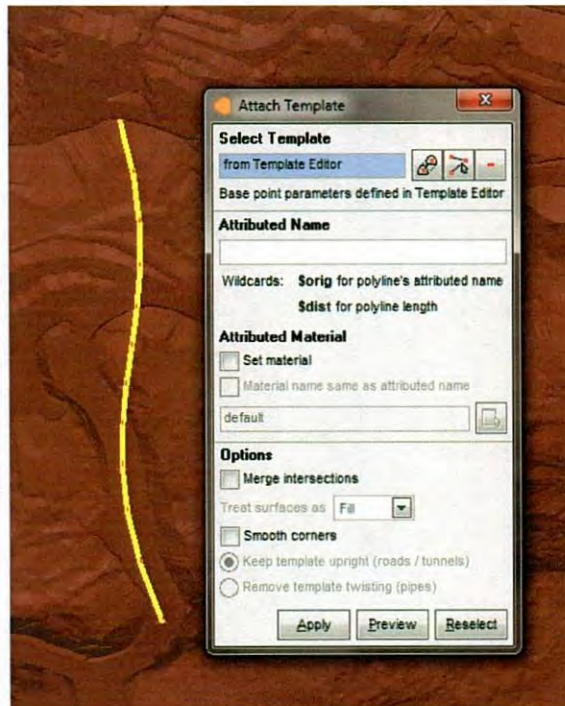 Attach Template
Select Template
from Template Editor
Base point parameters defined in Template Editor
Attributed Name
Wildcards: $orig for polyline's attributed name
$dist for polyline length
Attributed Material
Set material
Material name same as attributed name
default
Options
Merge intersections
Treat surfaces as Fill
Smooth corners
Keep template upright (roads / tunnels)
Remove template twisting (pipes)
Apply Preview Reselect